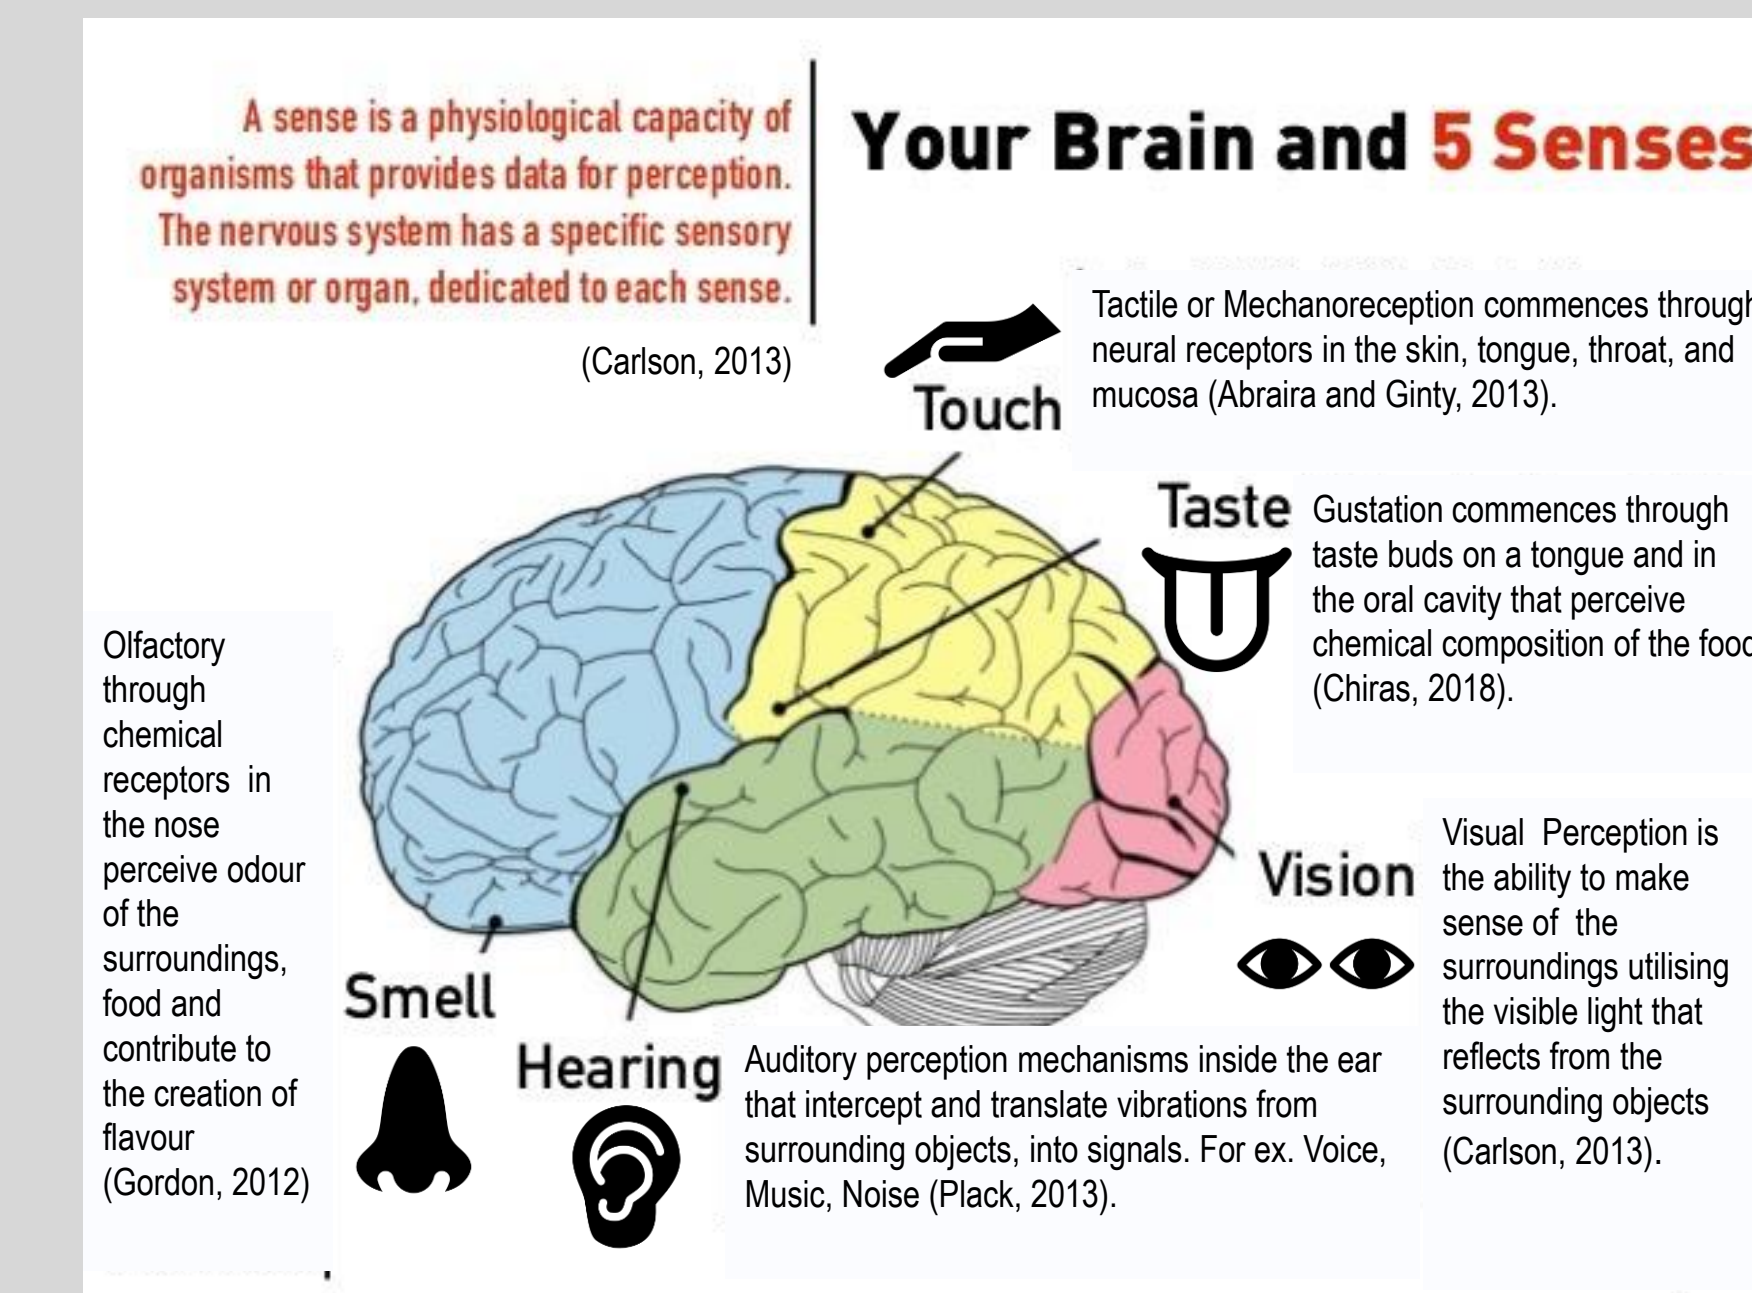 A sense is a physiological capacity of
organisms that provides data for perception.
The nervous system has a specific sensory
system or organ, dedicated to each sense.
(Carlson, 2013)
Your Brain and 5 Senses
Touch
Tactile or Mechanoreception commences through
neural receptors in the skin, tongue, throat, and
mucosa (Abraira and Ginty, 2013).
Taste
Gustation commences through
taste buds on a tongue and in
the oral cavity that perceive
chemical composition of the food
(Chiras, 2018).
Olfactory
through
chemical
receptors in
the nose
perceive odour
of the
surroundings,
food and
contribute to
the creation of
flavour
(Gordon, 2012)
Smell
Hearing
Auditory perception mechanisms inside the ear
that intercept and translate vibrations from
surrounding objects, into signals. For ex. Voice,
Music, Noise (Plack, 2013).
Vision
Visual Perception is
the ability to make
sense of the
surroundings utilising
the visible light that
reflects from the
surrounding objects
(Carlson, 2013).